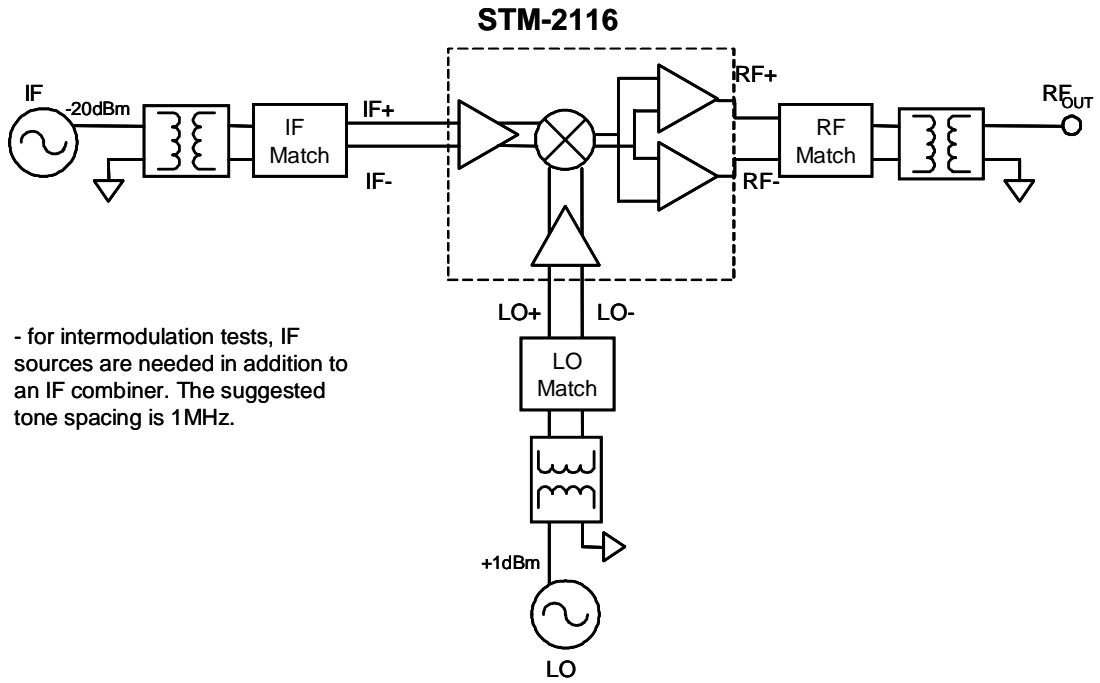 STM-2116
IF
-20dBm
IF
Match
IF+
IF-
RF+
RF-
RF
Match
RFOUT
LO+
LO-
- for intermodulation tests, IF
sources are needed in addition to
an IF combiner. The suggested
tone spacing is 1MHz.
LO
Match
+1dBm
LO